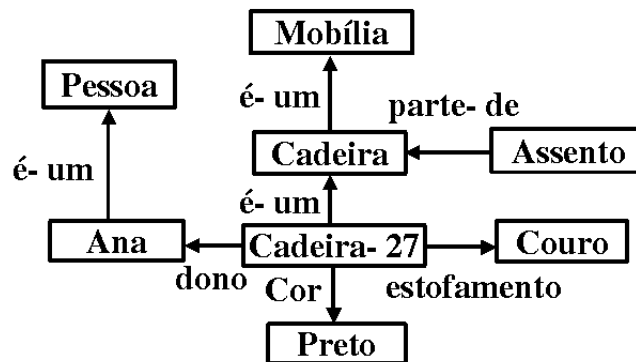 Mobília
Pessoa
é- um
parte- de
Cadeira
Assento
é- um
é- um
Ana
Cadeira- 27
Couro
dono
Cor
estofamento
Preto